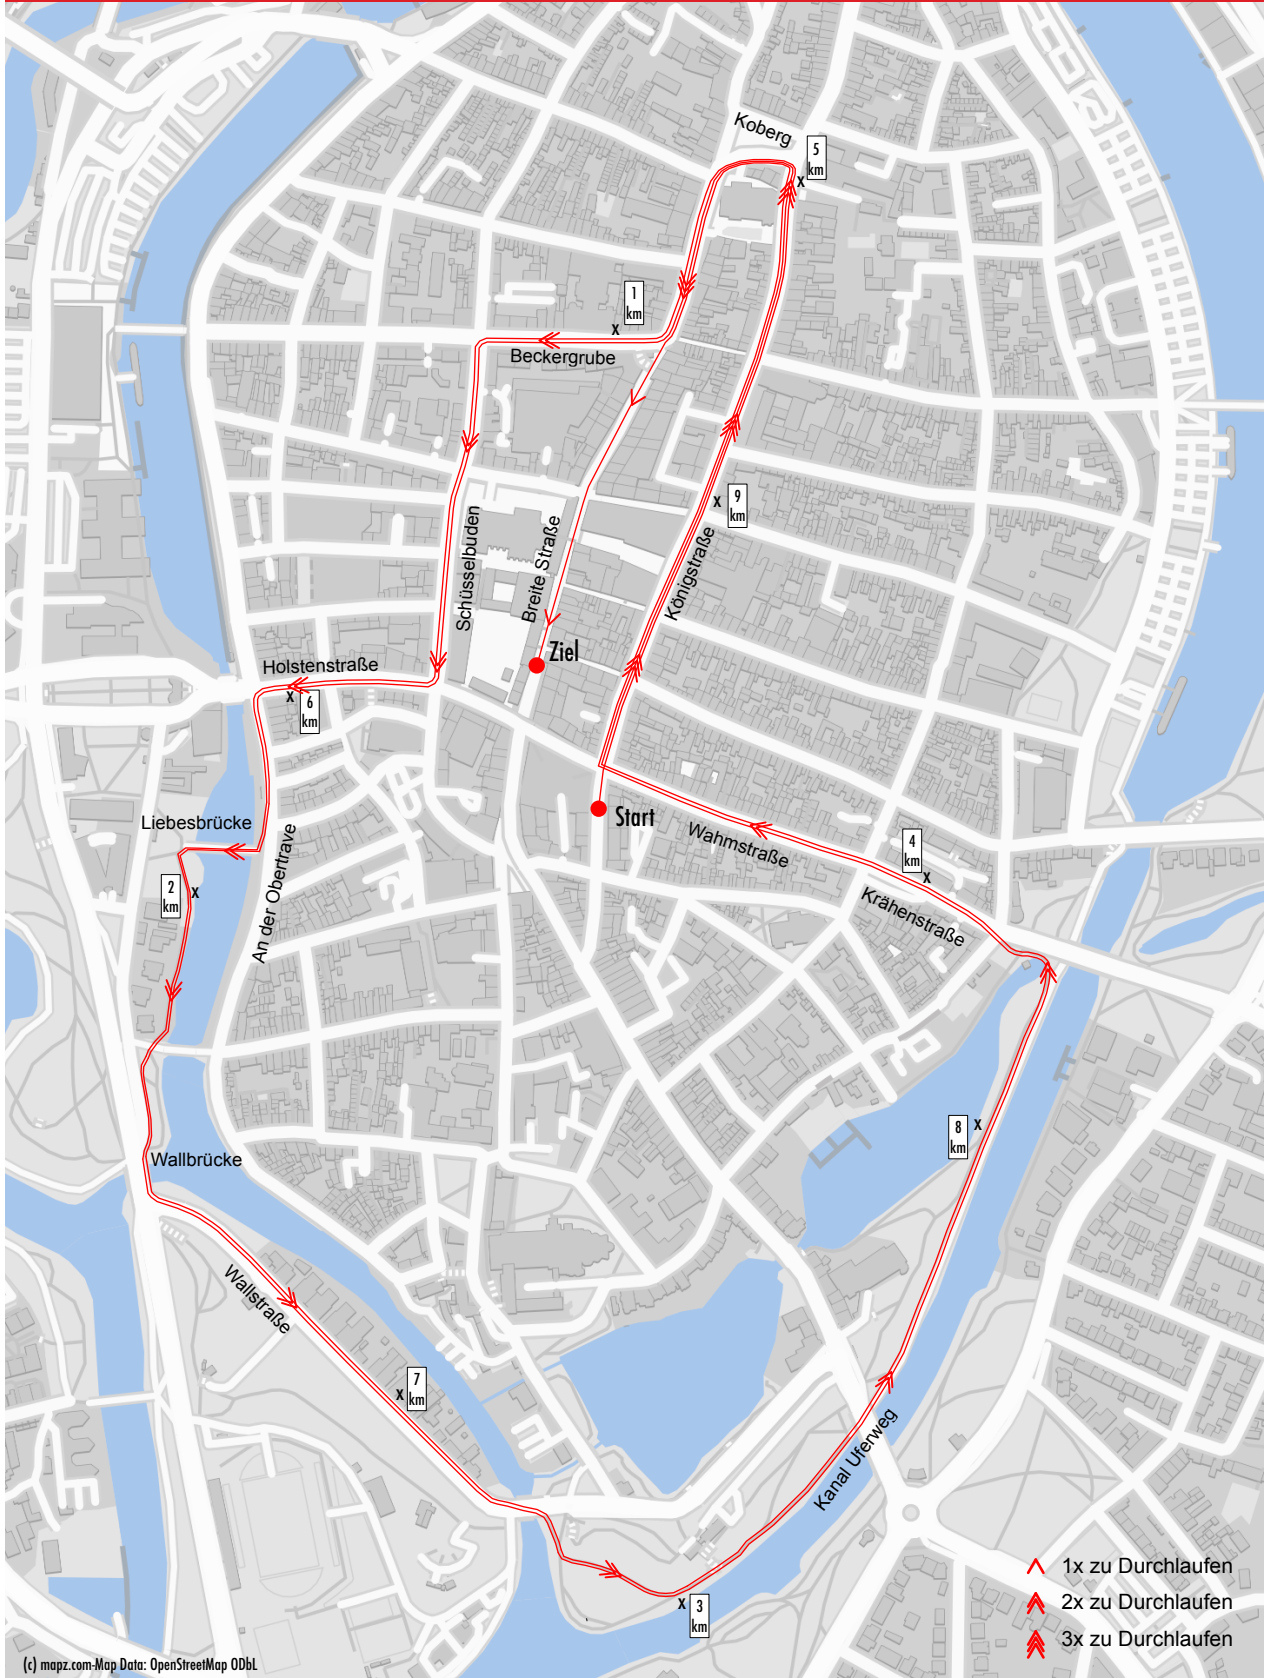 Koberg
5
km
1
km
Beckergrube
9
km
Schüsselbuden
Breite Straße
Königstraße
Ziel
Holstenstraße
6
km
Start
Liebesbrücke
Wahmstraße
4
km
2
km
An der Obertrave
Krähenstraße
8
km
Wallbrücke
Wallstraße
7
km
Kanal Uferweg
3
km
1x zu Durchlaufen
2x zu Durchlaufen
3x zu Durchlaufen
(c) mapz.com-Map Data: OpenStreetMap ODbL
x
x
x
x
x
x
x
x
x